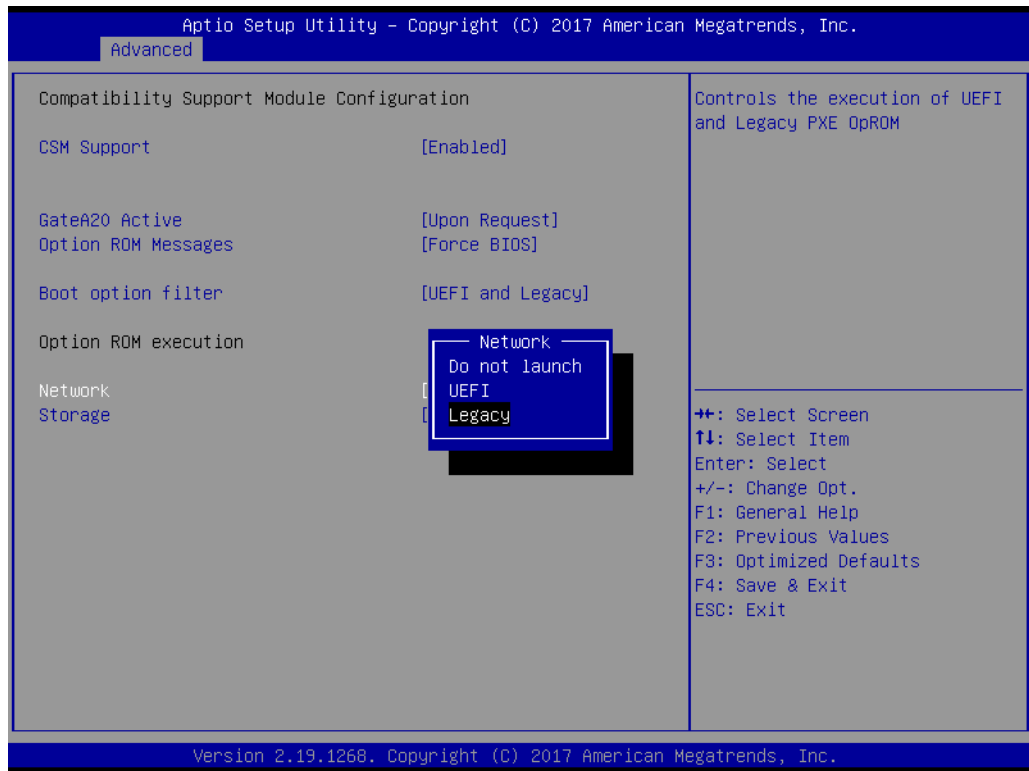 Aptio Setup Utility – Copyright (C) 2017 American Megatrends, Inc.
Advanced
Compatibility Support Module Configuration
CSM Support [Enabled]
GateA20 Active [Upon Request]
Option ROM Messages [Force BIOS]
Boot option filter [UEFI and Legacy]
Option ROM execution
Network [
Storage [
Network
Do not launch
UEFI
Legacy
Controls the execution of UEFI
and Legacy PXE OpROM
→←: Select Screen
↑↓: Select Item
Enter: Select
+/-: Change Opt.
F1: General Help
F2: Previous Values
F3: Optimized Defaults
F4: Save & Exit
ESC: Exit
Version 2.19.1268. Copyright (C) 2017 American Megatrends, Inc.